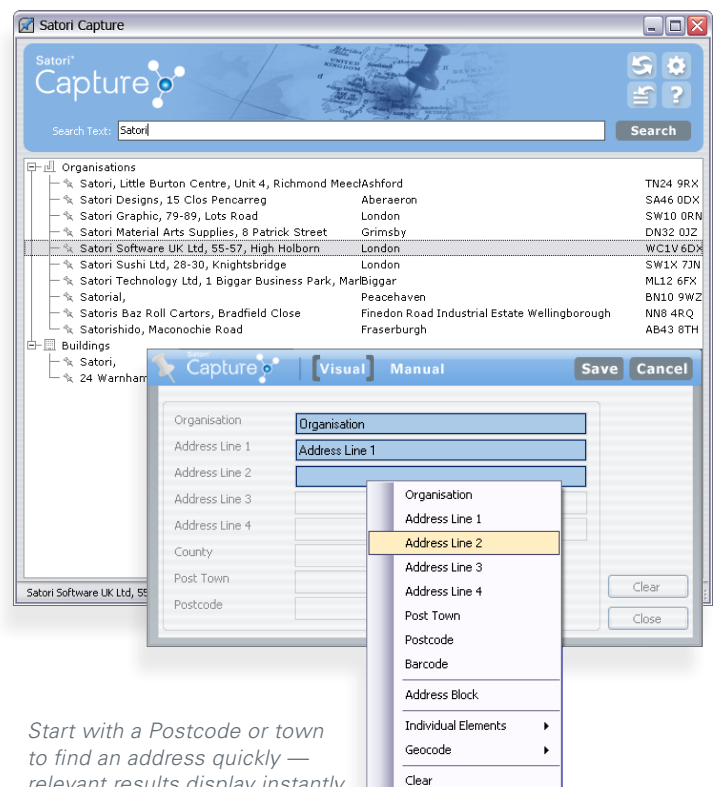 Satori Capture
Satori™
Capture
Search Text: Satori Search
Organisations
Satori, Little Burton Centre, Unit 4, Richmond Meecl Ashford TN24 9RX
Satori Designs, 15 Clos Pencarreg Aberaeron SA46 0DX
Satori Graphic, 79-89, Lots Road London SW10 0RN
Satori Material Arts Supplies, 8 Patrick Street Grimsby DN32 0JZ
Satori Software UK Ltd, 55-57, High Holborn London WC1V 6DX
Satori Sushi Ltd, 28-30, Knightsbridge London SW1X 7JN
Satori Technology Ltd, 1 Biggar Business Park, Mar Biggar ML12 6FX
Satorial, Peacehaven BN10 9WZ
Satoris Baz Roll Cartors, Bradfield Close Finedon Road Industrial Estate Wellingborough NN8 4RQ
Satorishido, Maconochie Road Fraserburgh AB43 8TH
Buildings
Satori,
24 Warnham
Satori Software UK Ltd, 55
Satori
Capture Visual Manual Save Cancel
Organisation Organisation
Address Line 1 Address Line 1
Address Line 2
Address Line 3
Address Line 4
County
Post Town
Postcode
Clear
Close
Organisation
Address Line 1
Address Line 2
Address Line 3
Address Line 4
Post Town
Postcode
Barcode
Address Block
Individual Elements
Geocode
Clear
Start with a Postcode or town
to find an address quickly —
relevant results display instantly